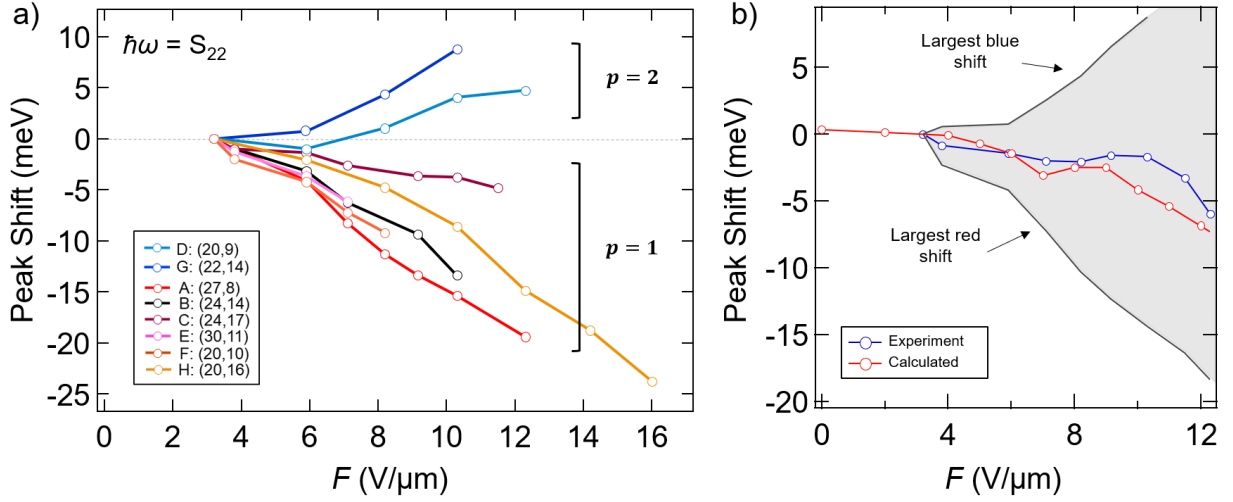 a)
ħω = S₂₂
p = 2
p = 1
D: (20,9)
G: (22,14)
A: (27,8)
B: (24,14)
C: (24,17)
E: (30,11)
F: (20,10)
H: (20,16)
Peak Shift (meV)
10
5
0
-5
-10
-15
-20
-25
0 2 4 6 8 10 12 14 16
F (V/μm)
b)
Largest blue
shift
Largest red
shift
Experiment
Calculated
Peak Shift (meV)
5
0
-5
-10
-15
-20
0 4 8 12
F (V/μm)